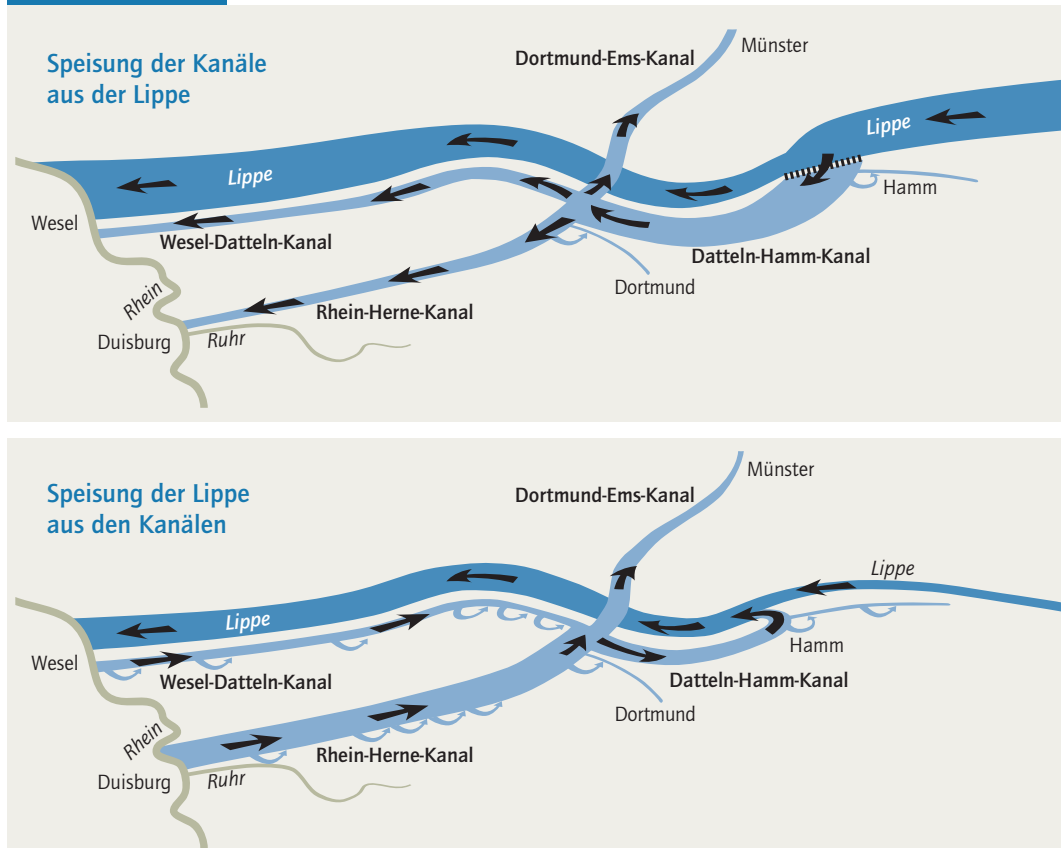 Speisung der Kanäle
aus der Lippe
Dortmund-Ems-Kanal
Münster
Lippe
Lippe
Hamm
Wesel
Wesel-Datteln-Kanal
Datteln-Hamm-Kanal
Dortmund
Rhein
Rhein-Herne-Kanal
Duisburg
Ruhr
Speisung der Lippe
aus den Kanälen
Dortmund-Ems-Kanal
Münster
Lippe
Lippe
Hamm
Wesel
Wesel-Datteln-Kanal
Datteln-Hamm-Kanal
Dortmund
Rhein
Rhein-Herne-Kanal
Duisburg
Ruhr